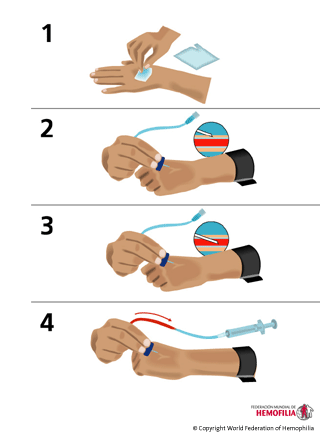 1
2
3
4
FEDERACIÓN MUNDIAL DE
HEMOFILIA
© Copyright World Federation of Hemophilia